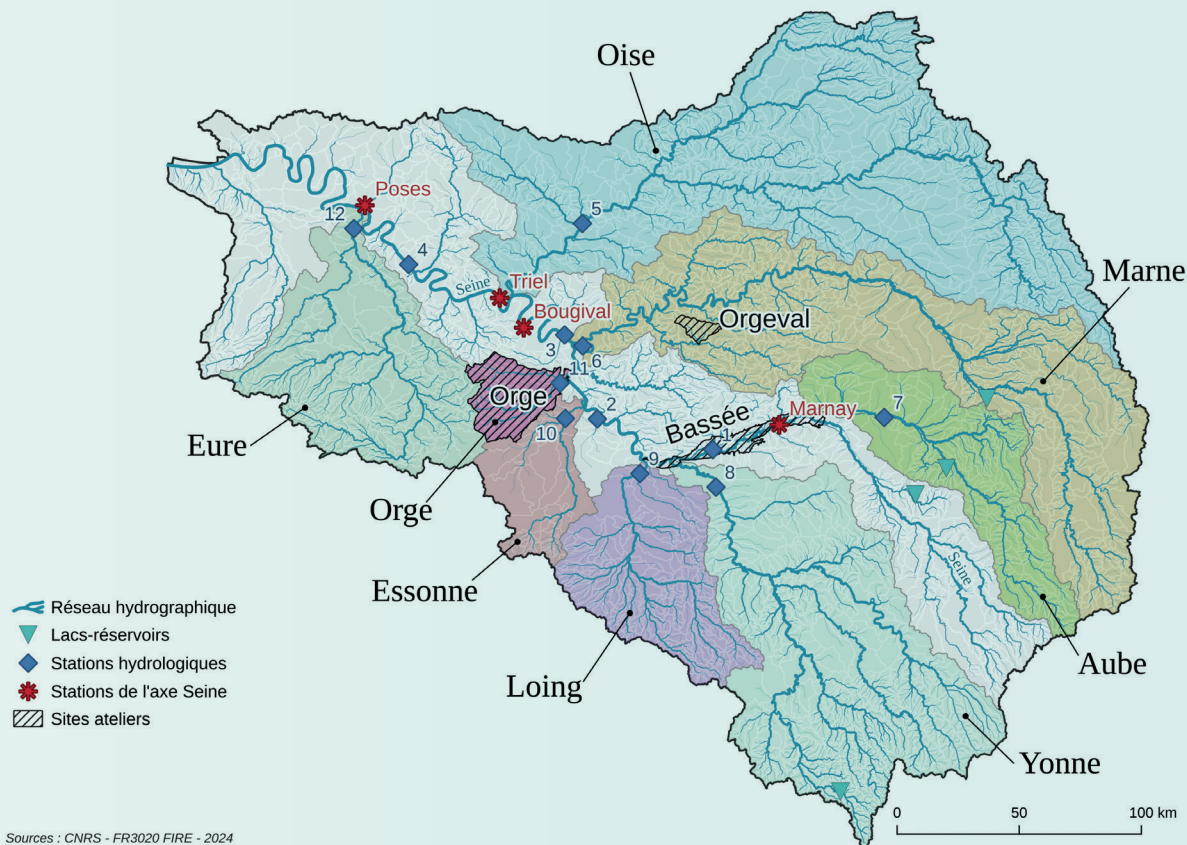 Oise
Poses
12
5
4
Seine
Triel
Marne
Bougival
Orgeval
3
6
11
Orge
2
Marnay
7
Bassée
1
Eure
10
9
8
Orge
Seine
Essonne
Réseau hydrographique
Lacs-réservoirs
Stations hydrologiques
Loing
Aube
Stations de l'axe Seine
Sites ateliers
Yonne
0 50 100 km
Sources : CNRS - FR3020 FIRE - 2024